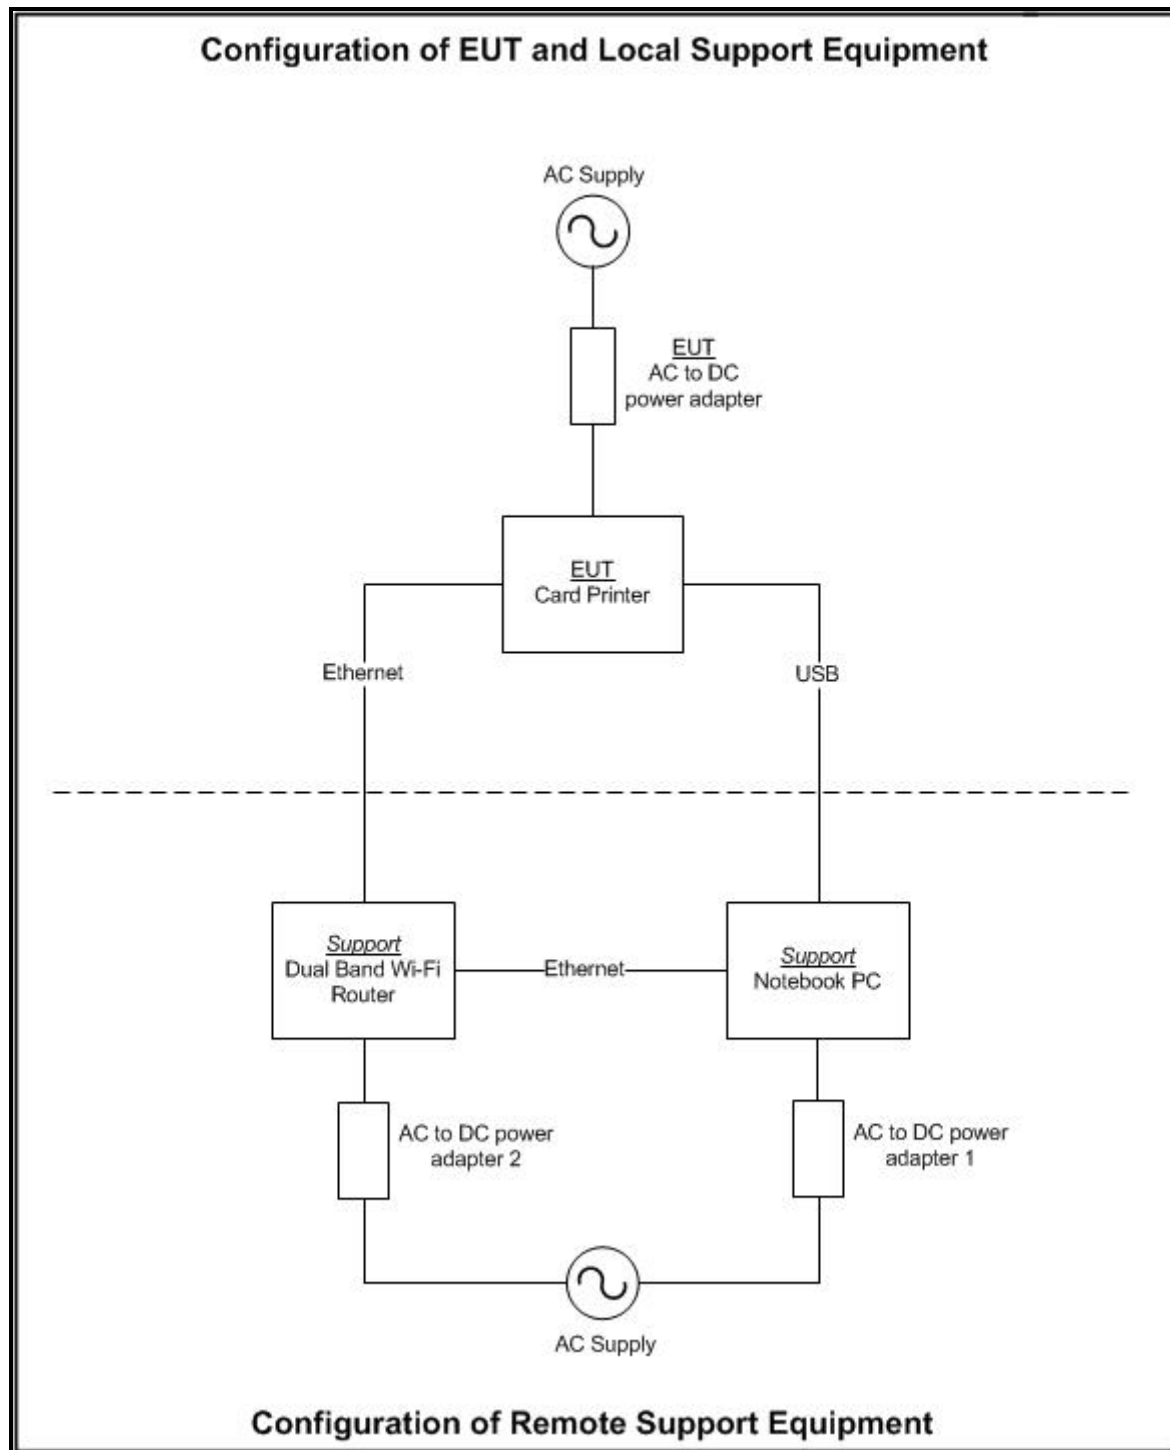 Configuration of EUT and Local Support Equipment
AC Supply
EUT
AC to DC
power adapter
EUT
Card Printer
Ethernet
USB
Support
Dual Band Wi-Fi
Router
Ethernet
Support
Notebook PC
AC to DC power
adapter 2
AC to DC power
adapter 1
AC Supply
Configuration of Remote Support Equipment